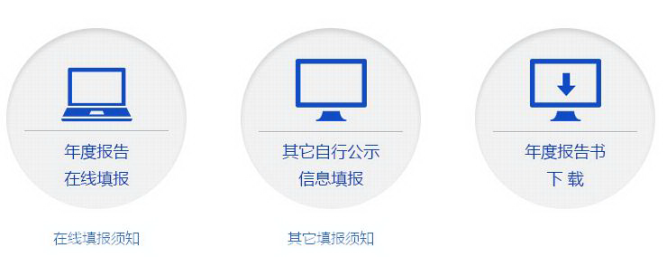 年度报告
在线填报
其它自行公示
信息填报
年度报告书
下 载
在线填报须知
其它填报须知